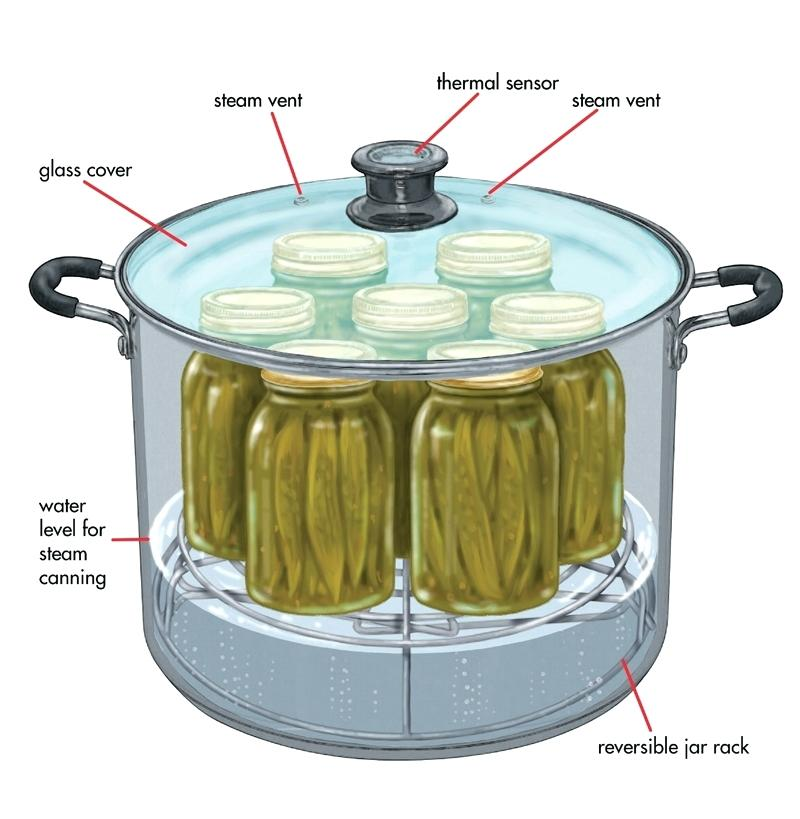 thermal sensor
steam vent
steam vent
glass cover
water
level for
steam
canning
reversible jar rack